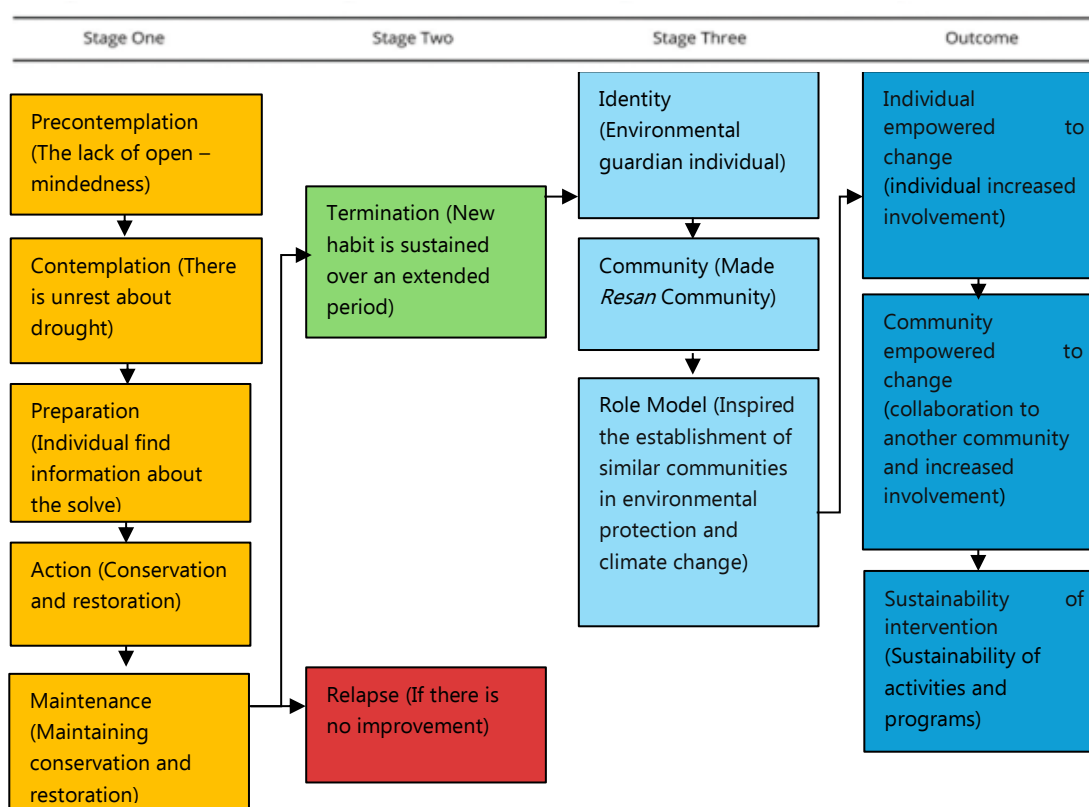 Stage One
Stage Two
Stage Three
Outcome
Precontemplation
(The lack of open –
mindedness)
Contemplation (There
is unrest about
drought)
Preparation
(Individual find
information about
the solve)
Action (Conservation
and restoration)
Maintenance
(Maintaining
conservation and
restoration)
Termination (New
habit is sustained
over an extended
period)
Relapse (If there is
no improvement)
Identity
(Environmental
guardian individual)
Community (Made
Resan Community)
Role Model (Inspired
the establishment of
similar communities
in environmental
protection and
climate change)
Individual
empowered to
change
(individual increased
involvement)
Community
empowered to
change
(collaboration to
another community
and increased
involvement)
Sustainability of
intervention
(Sustainability of
activities and
programs)